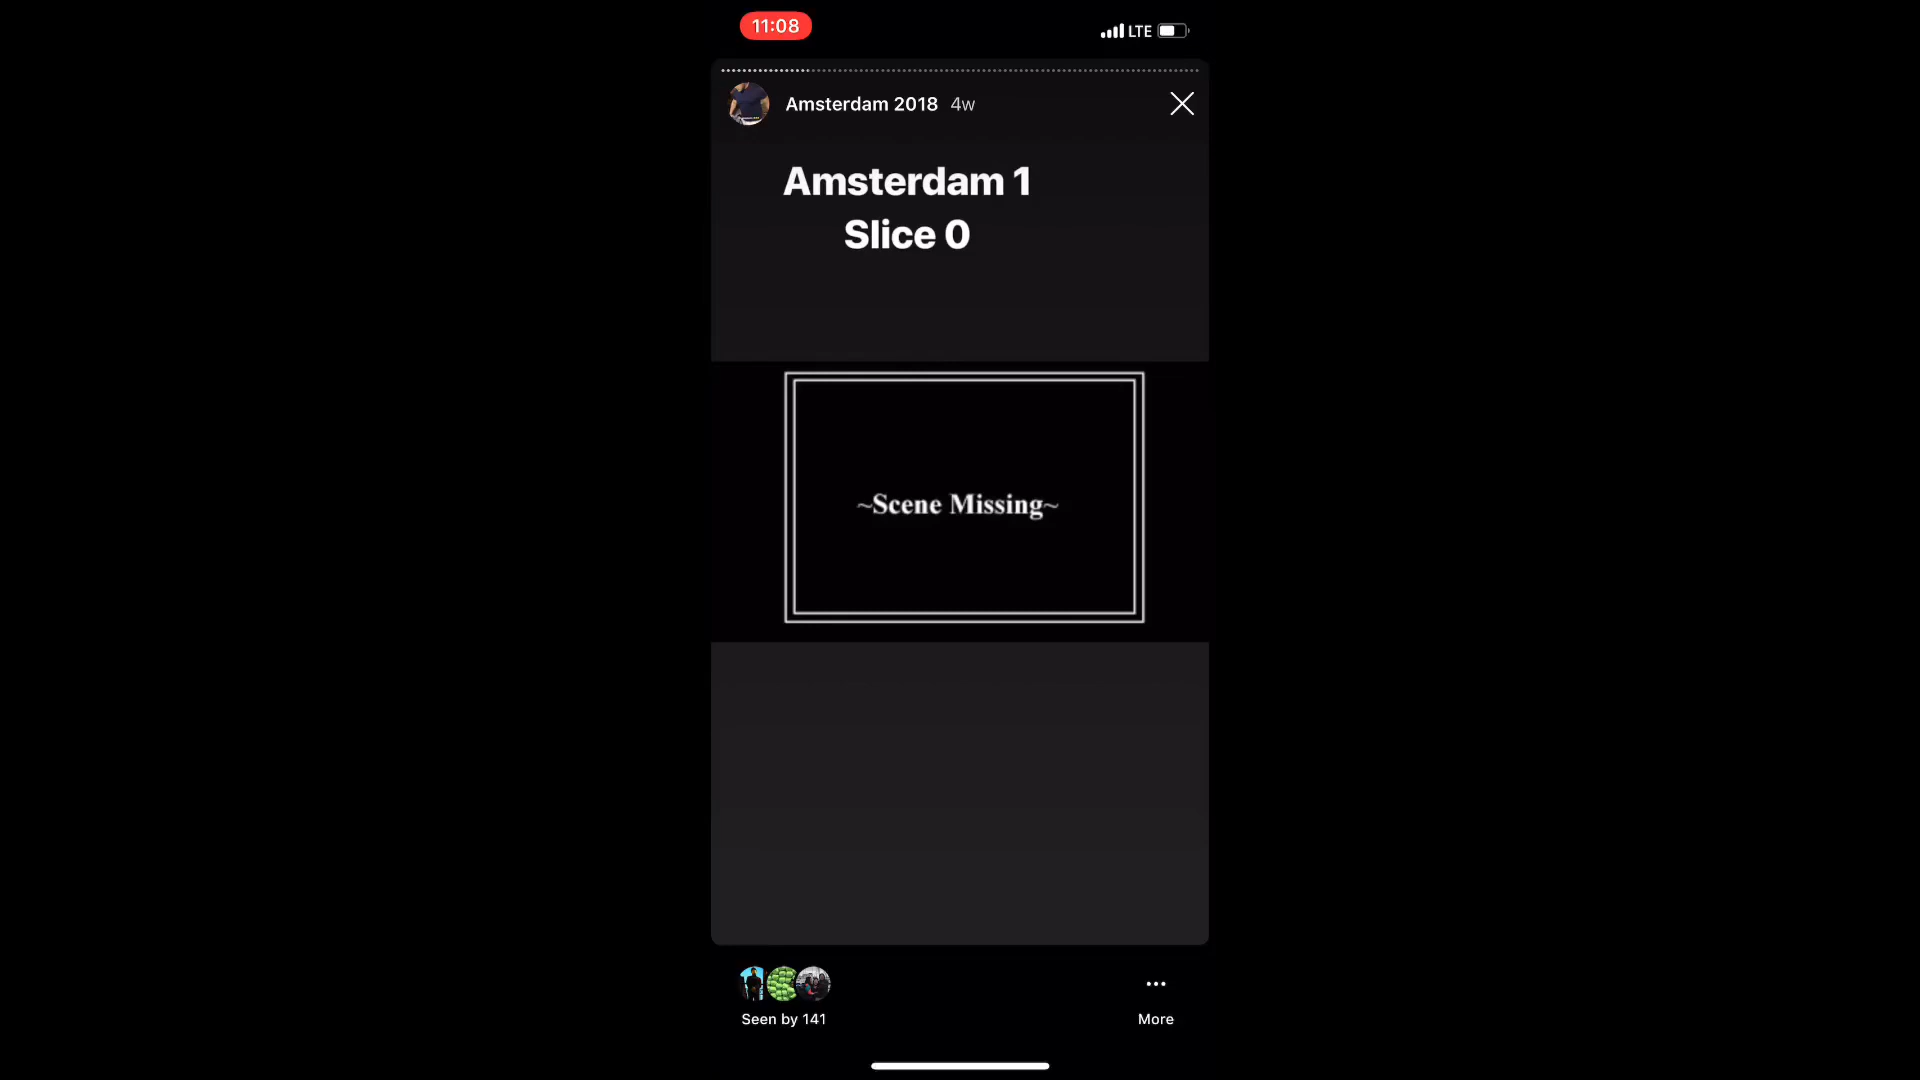 11:08
LTE
Amsterdam 2018 4w
Amsterdam 1
Slice 0
~Scene Missing~
Seen by 141
More